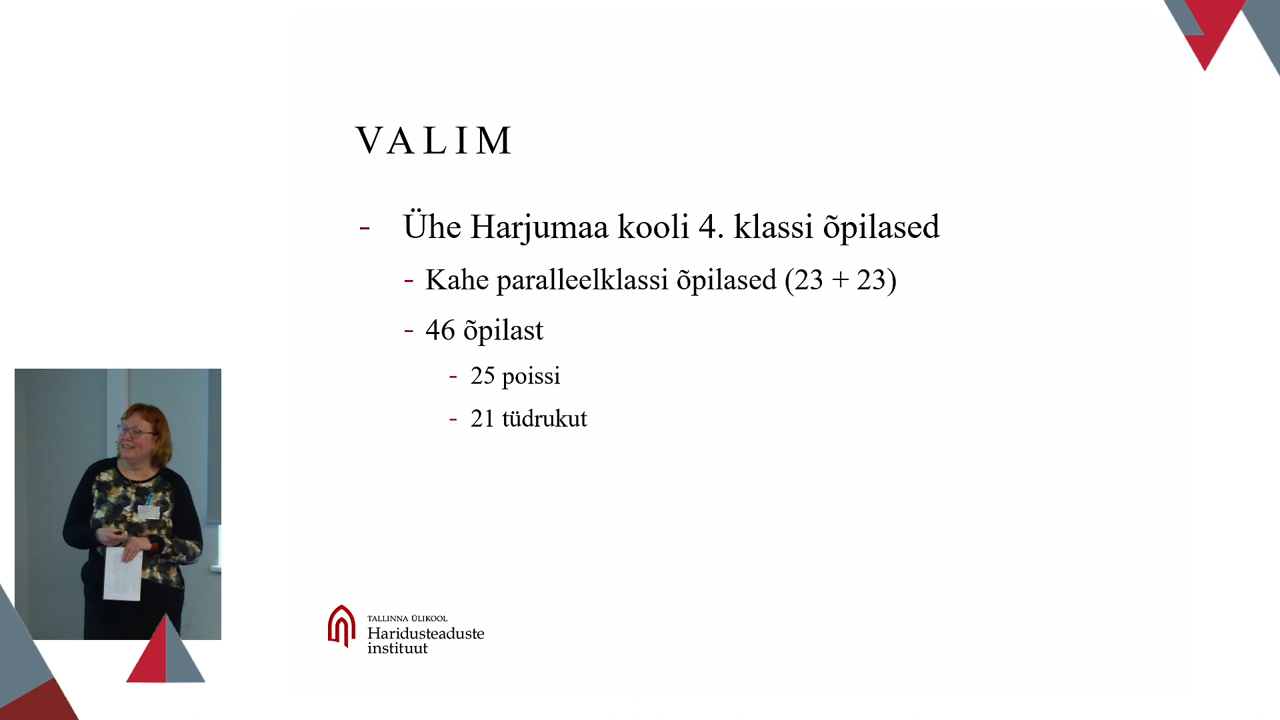 VALIM
- Ühe Harjumaa kooli 4. klassi õpilased
- Kahe paralleelklassi õpilased (23 + 23)
- 46 õpilast
- 25 poissi
- 21 tüdrukut
TALLINNA ÜLIKOOL
Haridusteaduste
instituut